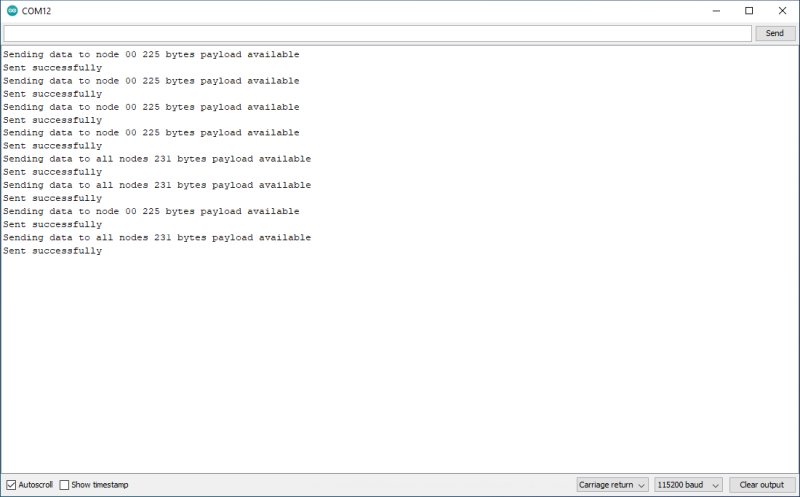 COM12
Send
Sending data to node 00 225 bytes payload available
Sent successfully
Sending data to node 00 225 bytes payload available
Sent successfully
Sending data to node 00 225 bytes payload available
Sent successfully
Sending data to node 00 225 bytes payload available
Sent successfully
Sending data to all nodes 231 bytes payload available
Sent successfully
Sending data to all nodes 231 bytes payload available
Sent successfully
Sending data to node 00 225 bytes payload available
Sent successfully
Sending data to all nodes 231 bytes payload available
Sent successfully
Autoscroll Show timestamp Carriage return 115200 baud Clear output